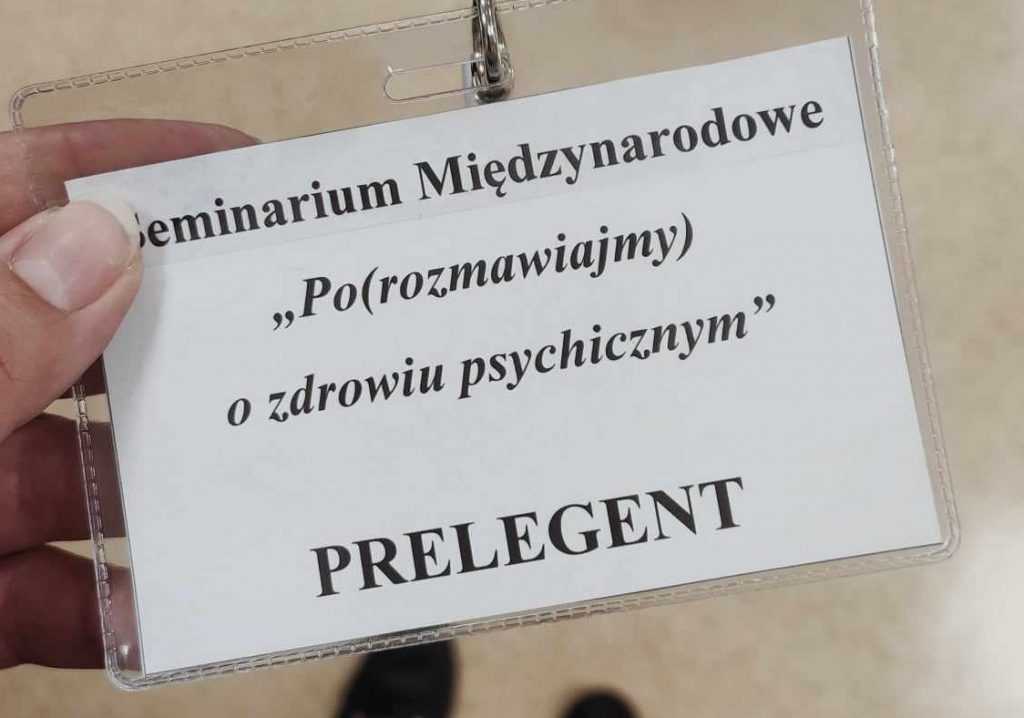 Seminarium Międzynarodowe
„Po(rozmawiajmy)
o zdrowiu psychicznym”
PRELEGENT